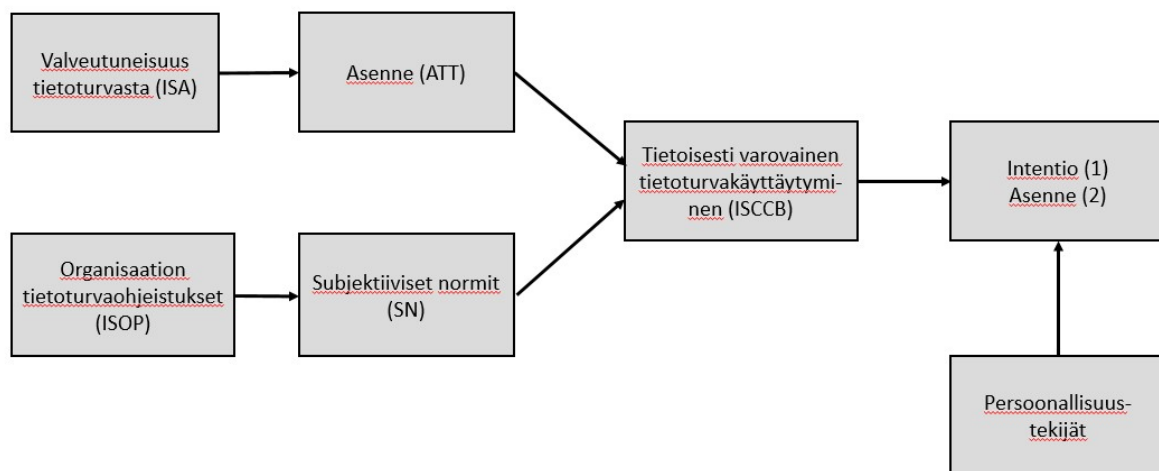 Valveutuneisuus
tietoturvasta (ISA)
Asenne (ATT)
Tietoisesti varovainen
tietoturvakäyttäytymi-
nen (ISCCB)
Intentio (1)
Asenne (2)
Organisaation
tietoturvaohjeistukset
(ISOP)
Subjektiiviset normit
(SN)
Persoonallisuus-
tekijät